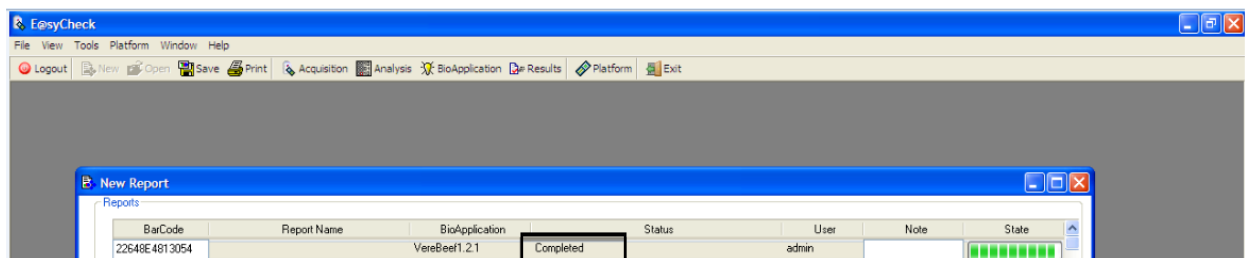 E@syCheck
File View Tools Platform Window Help
Logout New Open Save Print Acquisition Analysis BioApplication Results Platform Exit
New Report
Reports
BarCode Report Name BioApplication Status User Note State
22648E4813054 VereBeef1.2.1 Completed admin